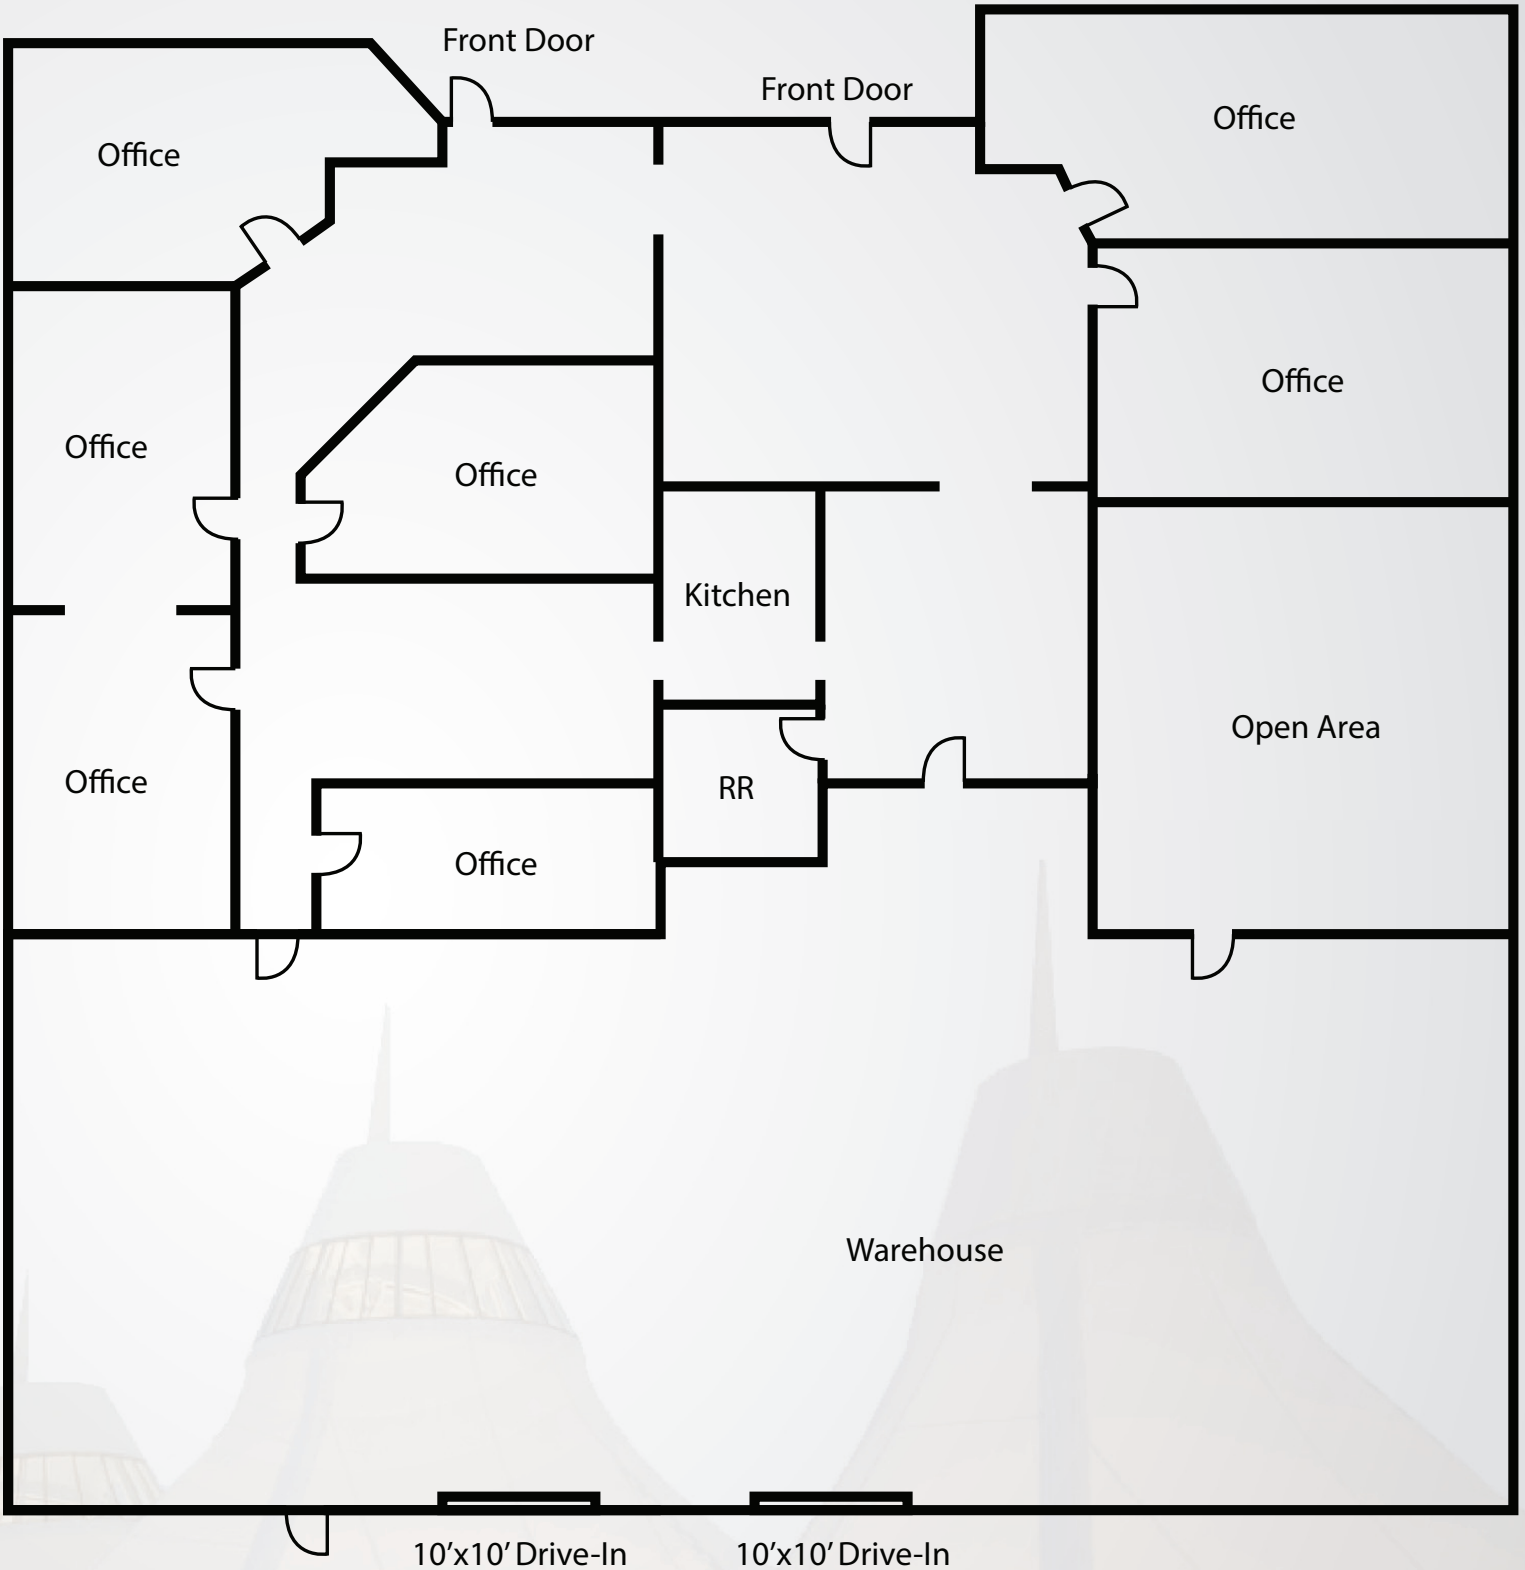 Front Door
Front Door
Office
Office
Office
Office
Office
Kitchen
Open Area
Office
RR
Office
Warehouse
10’x10’ Drive-In
10’x10’ Drive-In